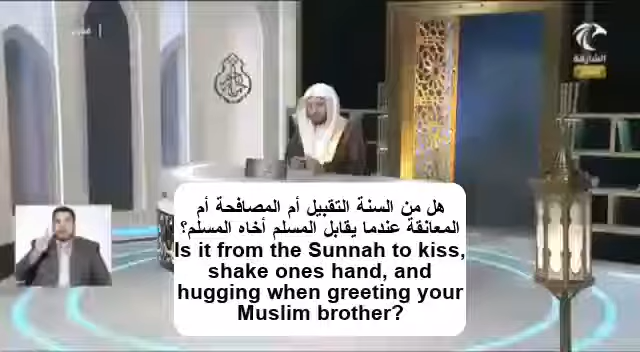 الشارقة
هل من السنة التقبيل أم المصافحة أم
المعانقة عندما يقابل المسلم أخاه المسلم؟
Is it from the Sunnah to kiss,
shake ones hand, and
hugging when greeting your
Muslim brother?